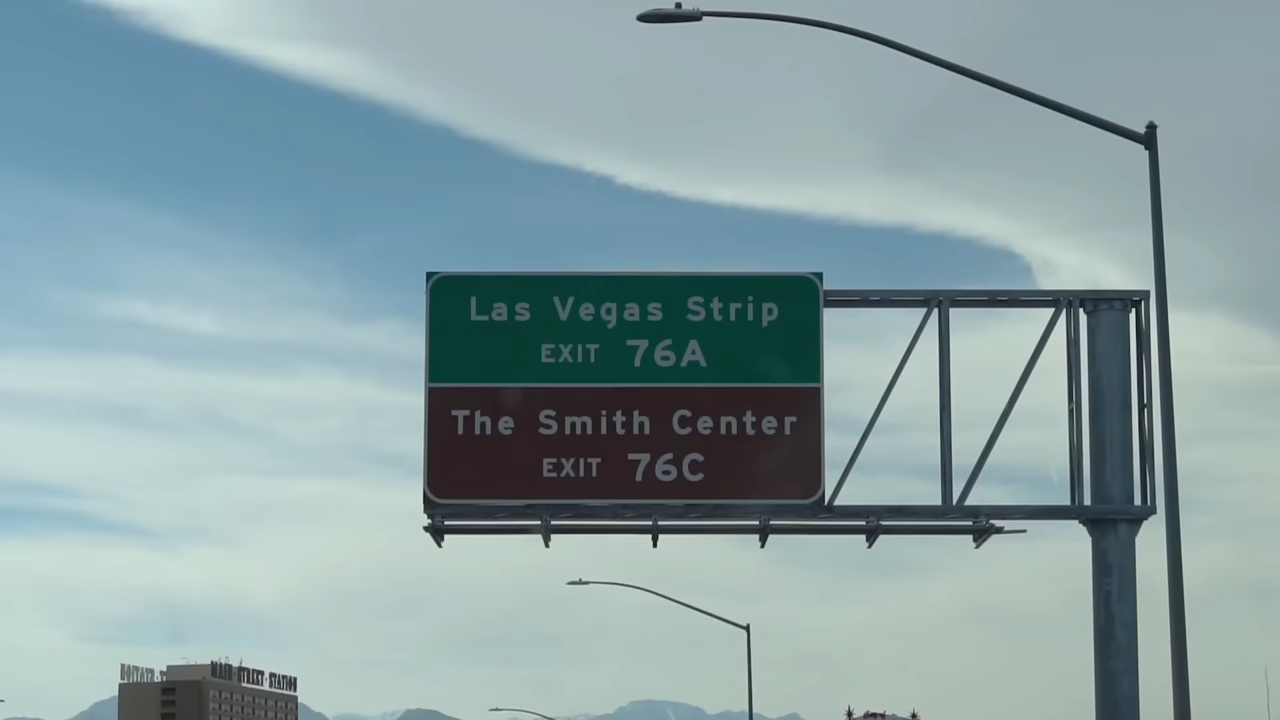 Las Vegas Strip
EXIT 76A
The Smith Center
EXIT 76C
MAIN STREET STATION